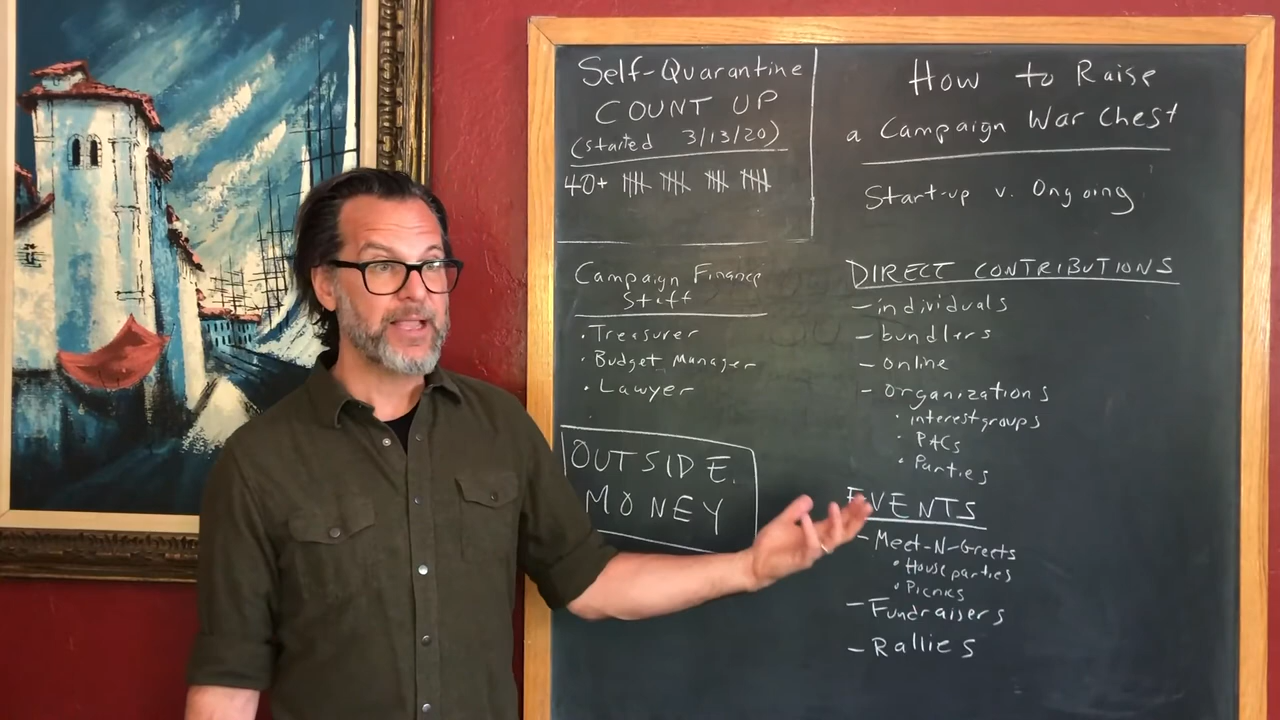 Self-Quarantine
COUNT UP
(started 3/13/20)
40+
Campaign Finance
Staff
• Treasurer
• Budget Manager
• Lawyer
OUTSIDE
MONEY
How to Raise
a Campaign War Chest
Start-up v. Ongoing
DIRECT CONTRIBUTIONS
- individuals
- bundlers
- online
- organizations
• interest groups
• PACs
• Parties
EVENTS
- Meet-N-Greets
• House parties
• Picnics
- Fundraisers
- Rallies